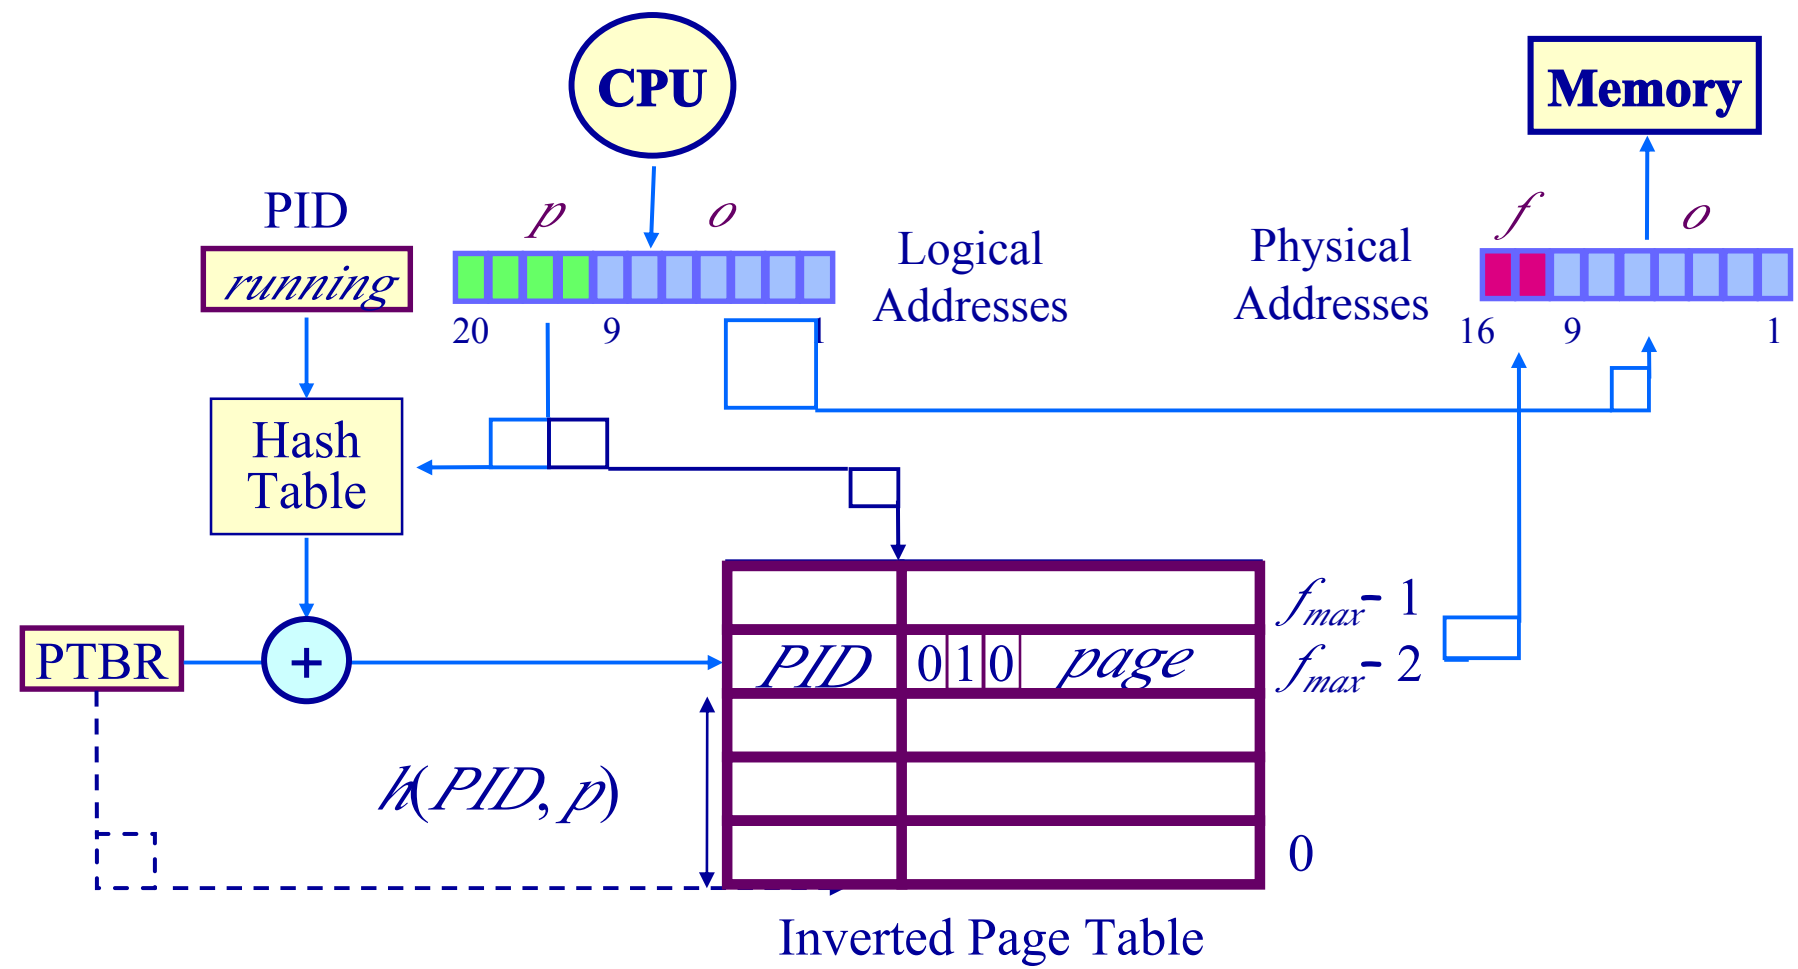 CPU
Memory
PID
running
p
o
Logical
Addresses
20
9
1
Physical
Addresses
f
o
16
9
1
Hash
Table
PTBR
+
h(PID, p)
PID
0
1
0
page
fmax- 1
fmax- 2
0
Inverted Page Table